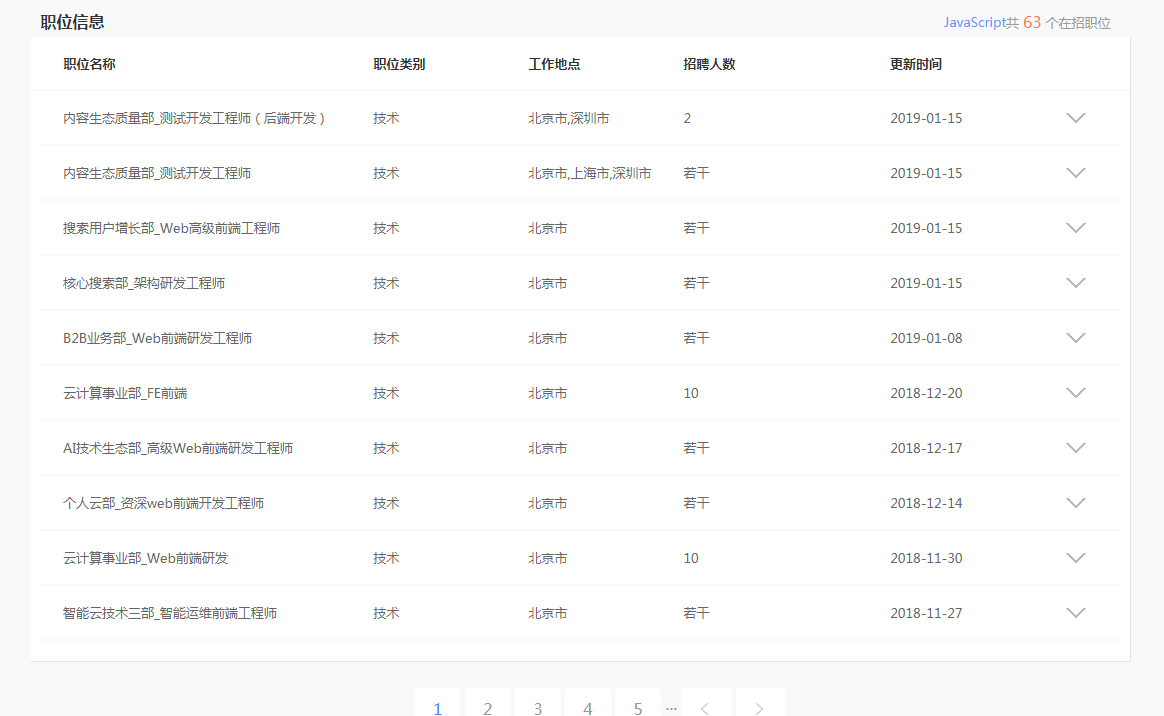 职位信息 JavaScript共 63 个在招职位
职位名称 职位类别 工作地点 招聘人数 更新时间
内容生态质量部_测试开发工程师（后端开发） 技术 北京市,深圳市 2 2019-01-15
内容生态质量部_测试开发工程师 技术 北京市,上海市,深圳市 若干 2019-01-15
搜索用户增长部_Web高级前端工程师 技术 北京市 若干 2019-01-15
核心搜索部_架构研发工程师 技术 北京市 若干 2019-01-15
B2B业务部_Web前端研发工程师 技术 北京市 若干 2019-01-08
云计算事业部_FE前端 技术 北京市 10 2018-12-20
AI技术生态部_高级Web前端研发工程师 技术 北京市 若干 2018-12-17
个人云部_资深web前端开发工程师 技术 北京市 若干 2018-12-14
云计算事业部_Web前端研发 技术 北京市 10 2018-11-30
智能云技术三部_智能运维前端工程师 技术 北京市 若干 2018-11-27
1 2 3 4 5 ... < >